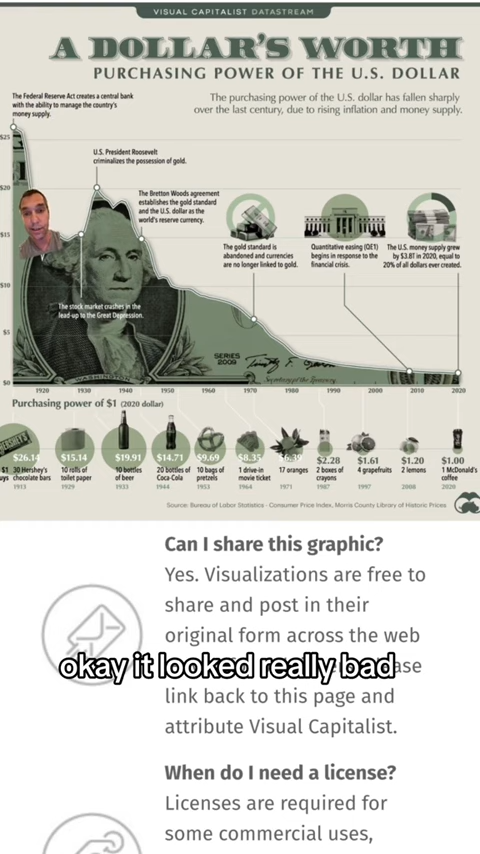 VISUAL CAPITALIST DATASTREAM
A DOLLAR'S WORTH
PURCHASING POWER OF THE U.S. DOLLAR
The Federal Reserve Act creates a central bank
with the ability to manage the country's
money supply.
The purchasing power of the U.S. dollar has fallen sharply
over the last century, due to rising inflation and money supply.
$25
U.S. President Roosevelt
criminalizes the possession of gold.
$20
The Bretton Woods agreement
establishes the gold standard
and the U.S. dollar as the
world's reserve currency.
$15
The gold standard is
abandoned and currencies
are no longer linked to gold.
Quantitative easing (QE1)
begins in response to the
financial crisis.
The U.S. money supply grew
by $3.8T in 2020, equal to
20% of all dollars ever created.
$10
The stock market crashes in the
lead-up to the Great Depression.
$5
SERIES
2009
WASHINGTON
Secretary of the Treasury.
$0
1920 1930 1940 1950 1960 1970 1980 1990 2000 2010 2020
Purchasing power of $1 (2020 dollar)
$26.14 $15.14 $19.91 $14.71 $9.69 $8.35 $6.39 $2.28 $1.61 $1.20 $1.00
$1
uys
30 Hershey's
chocolate bars
1913
10 rolls of
toilet paper
1929
10 bottles
of beer
1933
20 bottles of
Coca-Cola
1944
10 bags of
pretzels
1953
1 drive-in
movie ticket
1964
17 oranges
1971
2 boxes of
crayons
1987
4 grapefruits
1997
2 lemons
2008
1 McDonald's
coffee
2020
Source: Bureau of Labor Statistics - Consumer Price Index, Morris County Library of Historic Prices
Can I share this graphic?
Yes. Visualizations are free to
share and post in their
original form across the web
okay it looked really bad
link back to this page and
attribute Visual Capitalist.
When do I need a license?
Licenses are required for
some commercial uses,